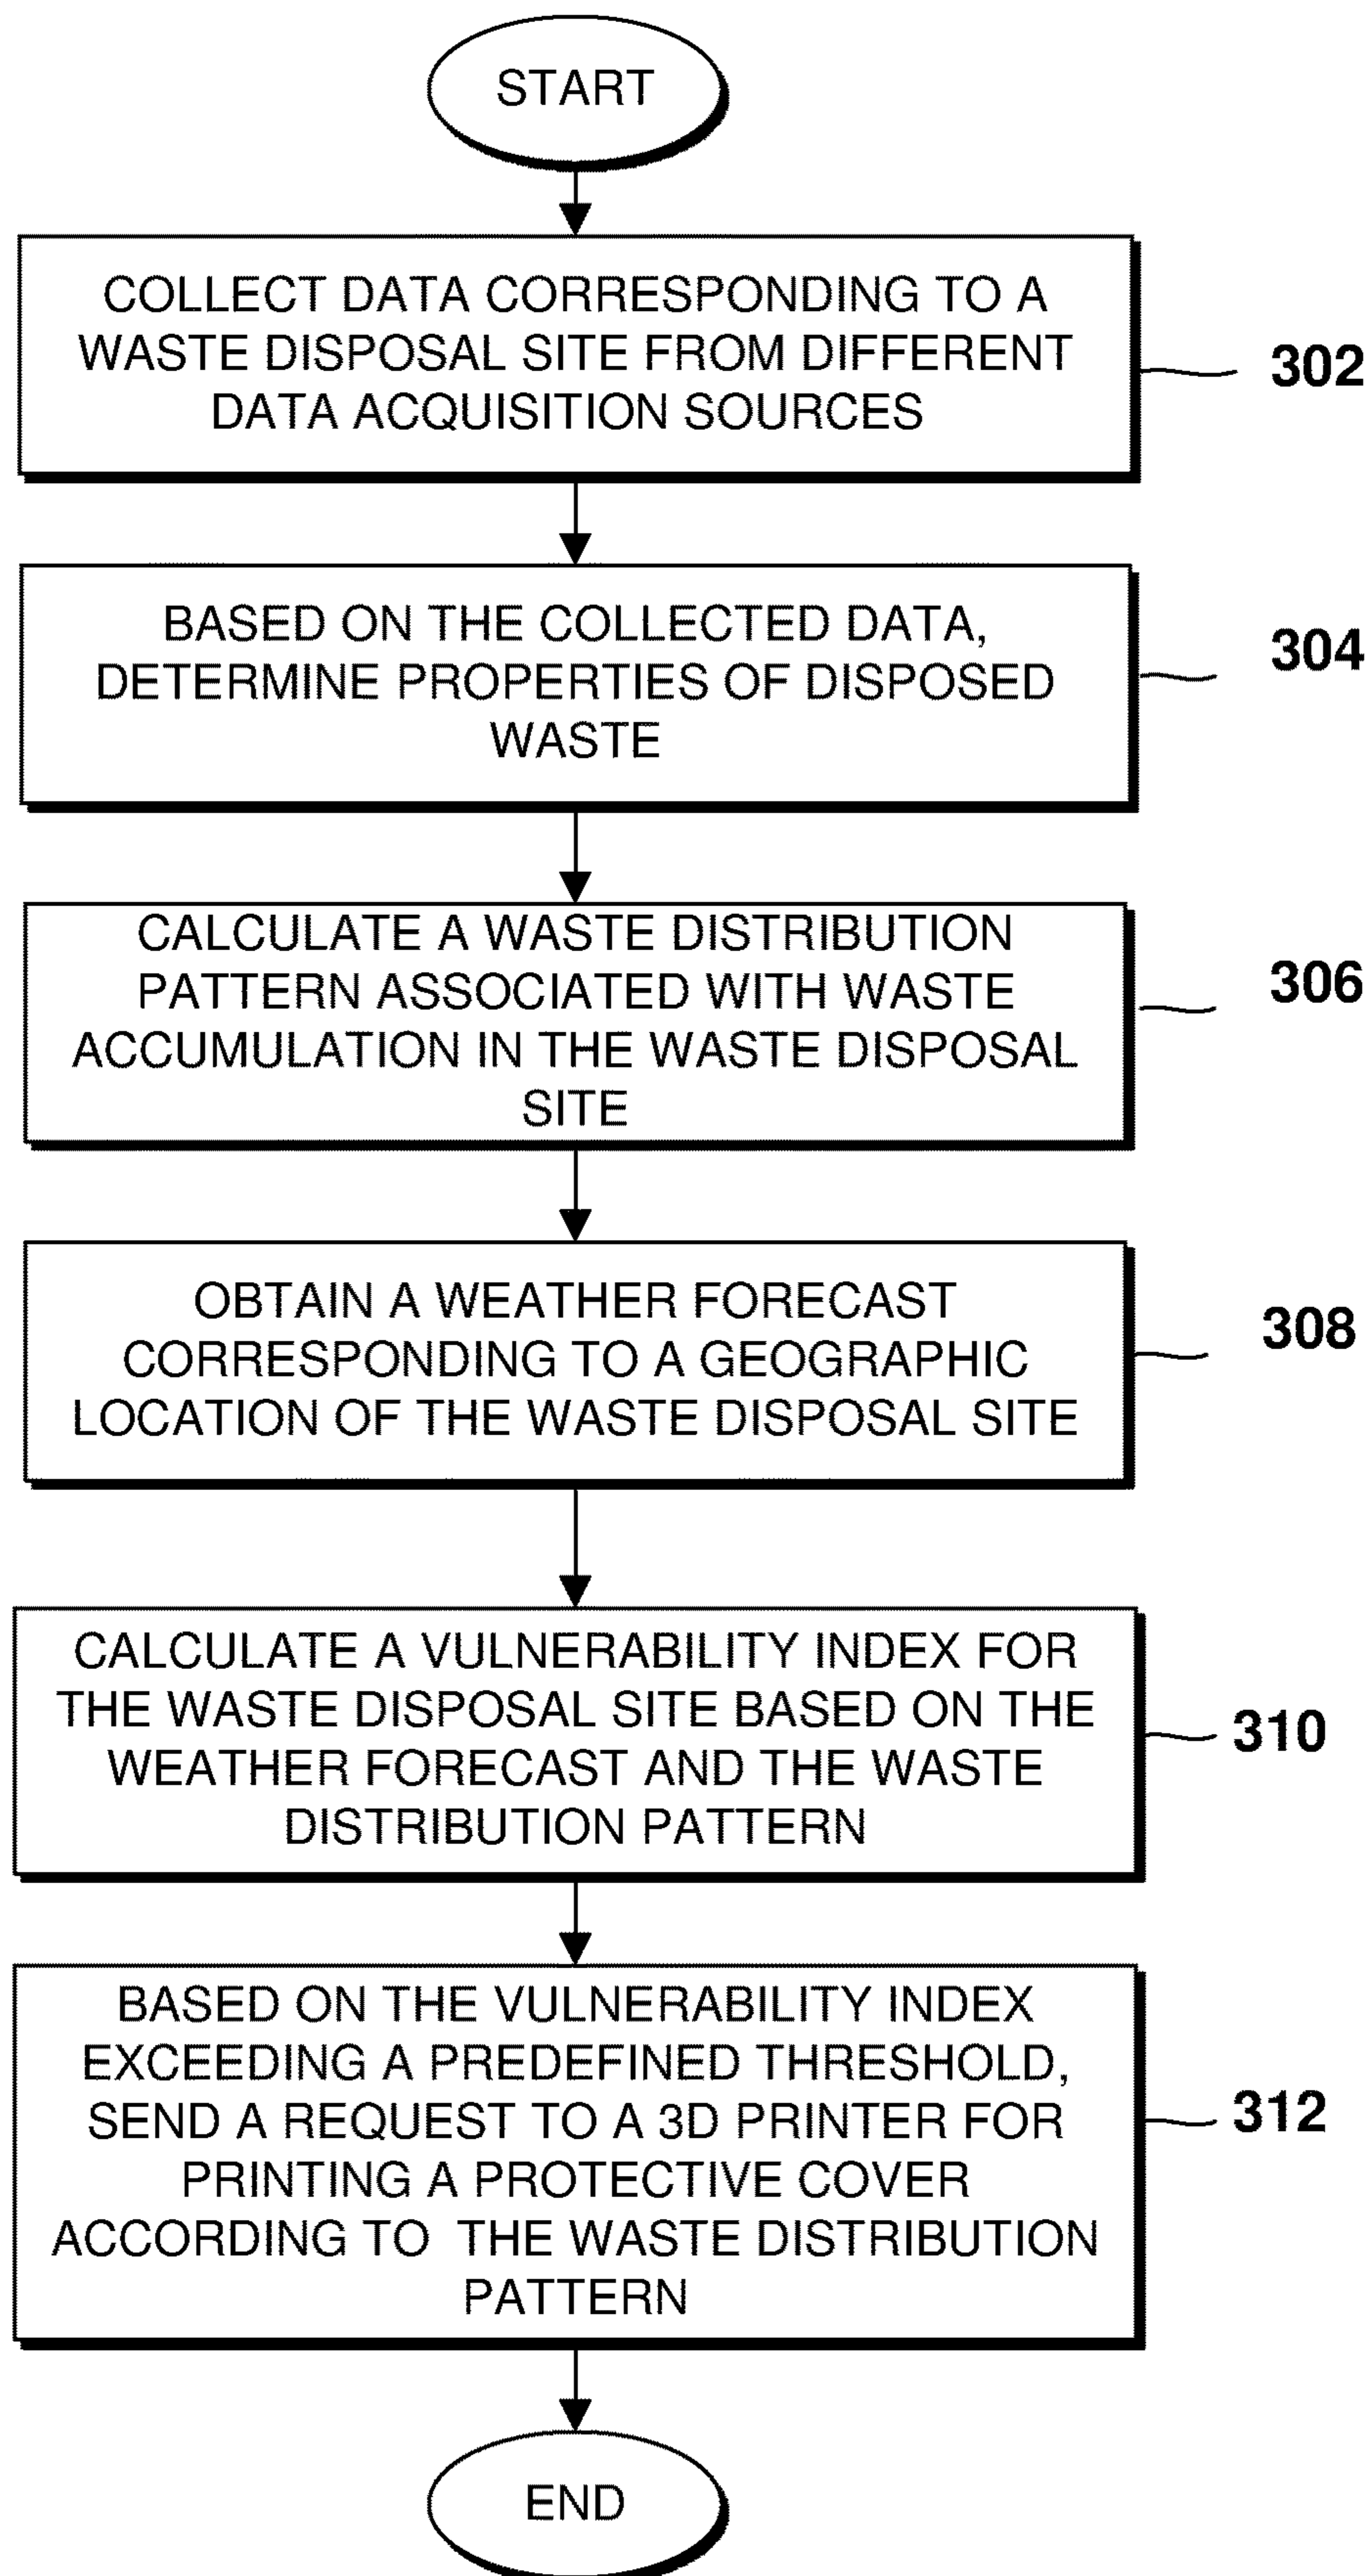 START
COLLECT DATA CORRESPONDING TO A
WASTE DISPOSAL SITE FROM DIFFERENT
DATA ACQUISITION SOURCES
302
BASED ON THE COLLECTED DATA,
DETERMINE PROPERTIES OF DISPOSED
WASTE
304
CALCULATE A WASTE DISTRIBUTION
PATTERN ASSOCIATED WITH WASTE
ACCUMULATION IN THE WASTE DISPOSAL
SITE
306
OBTAIN A WEATHER FORECAST
CORRESPONDING TO A GEOGRAPHIC
LOCATION OF THE WASTE DISPOSAL SITE
308
CALCULATE A VULNERABILITY INDEX FOR
THE WASTE DISPOSAL SITE BASED ON THE
WEATHER FORECAST AND THE WASTE
DISTRIBUTION PATTERN
310
BASED ON THE VULNERABILITY INDEX
EXCEEDING A PREDEFINED THRESHOLD,
SEND A REQUEST TO A 3D PRINTER FOR
PRINTING A PROTECTIVE COVER
ACCORDING TO THE WASTE DISTRIBUTION
PATTERN
312
END